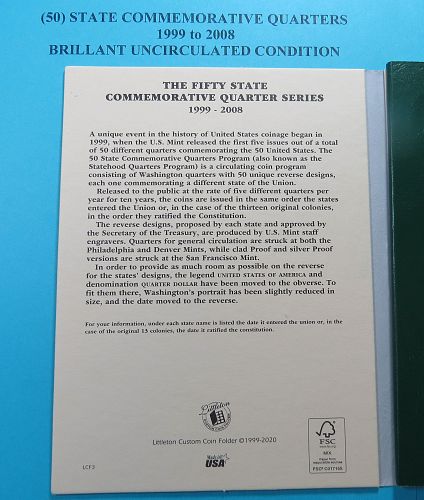 (50) STATE COMMEMORATIVE QUARTERS
1999 to 2008
BRILLANT UNCIRCULATED CONDITION
THE FIFTY STATE
COMMEMORATIVE QUARTER SERIES
1999 - 2008
A unique event in the history of United States coinage began in
1999, when the U.S. Mint released the first five issues out of a total
of 50 different quarters commemorating the 50 United States. The
50 State Commemorative Quarters Program (also known as the
Statehood Quarters Program) is a circulating coin program
consisting of Washington quarters with 50 unique reverse designs,
each one commemorating a different state of the Union.
Released to the public at the rate of five different quarters per
year for ten years, the coins are issued in the same order the states
entered the Union or, in the case of the thirteen original colonies,
in the order they ratified the Constitution.
The reverse designs, proposed by each state and approved by
the Secretary of the Treasury, are produced by U.S. Mint staff
engravers. Quarters for general circulation are struck at both the
Philadelphia and Denver Mints, while clad Proof and silver Proof
versions are struck at the San Francisco Mint.
In order to provide as much room as possible on the reverse
for the states' designs, the legend UNITED STATES OF AMERICA and
denomination QUARTER DOLLAR have been moved to the obverse. To
fit them there, Washington's portrait has been slightly reduced in
size, and the date moved to the reverse.
For your information, under each state name is listed the date it entered the union or, in the
case of the original 13 colonies, the date it ratified the constitution.
Littleton
Littleton Custom Coin Folder ©1999-2020
LCF3
Made in
USA
FSC
www.fsc.org
MIX
FSC® C017165